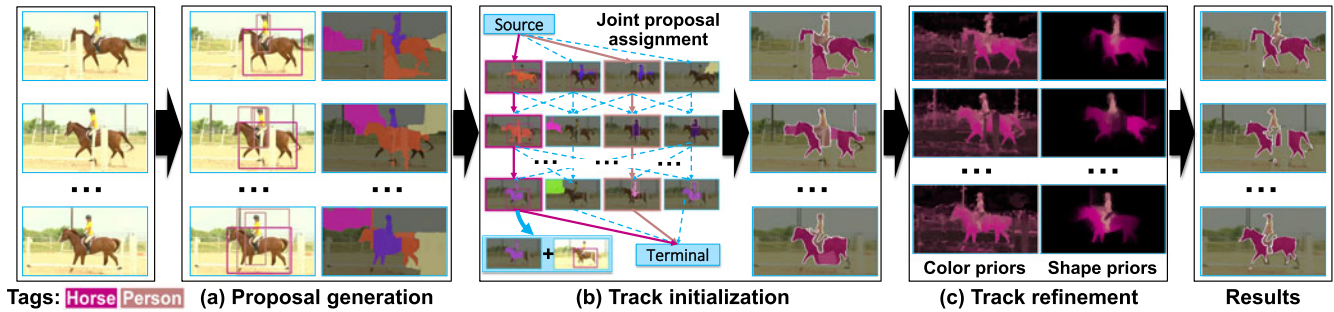 Source
Joint proposal
assignment
...
...
...
... ... ...
...
... ...
...
+
Terminal
Color priors
Shape priors
Tags: Horse Person
(a) Proposal generation
(b) Track initialization
(c) Track refinement
Results